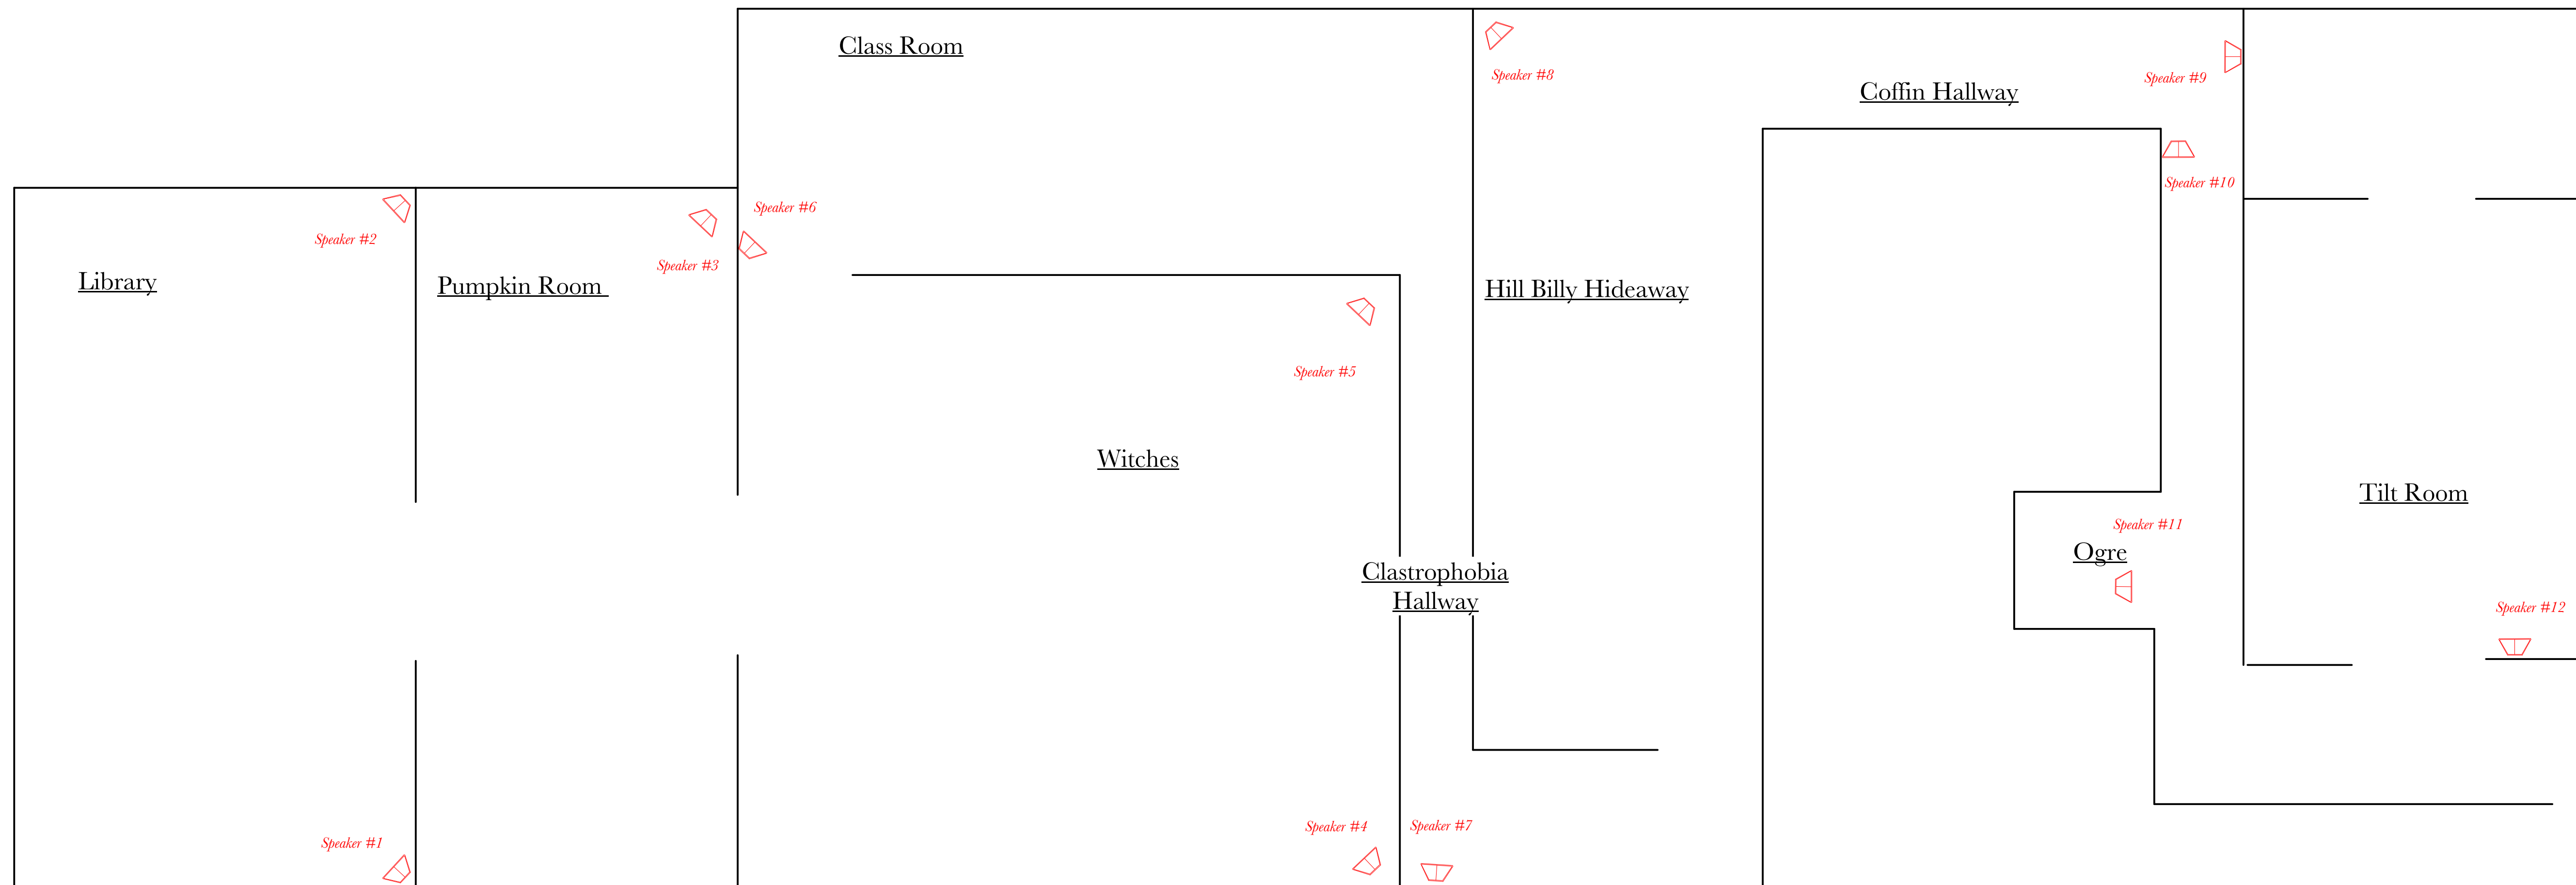 Class Room
Speaker #8
Speaker #9
Coffin Hallway
Speaker #10
Speaker #6
Speaker #2
Speaker #3
Library
Pumpkin Room
Hill Billy Hideaway
Speaker #5
Witches
Tilt Room
Speaker #11
Ogre
Clastrophobia
Hallway
Speaker #12
Speaker #4
Speaker #7
Speaker #1